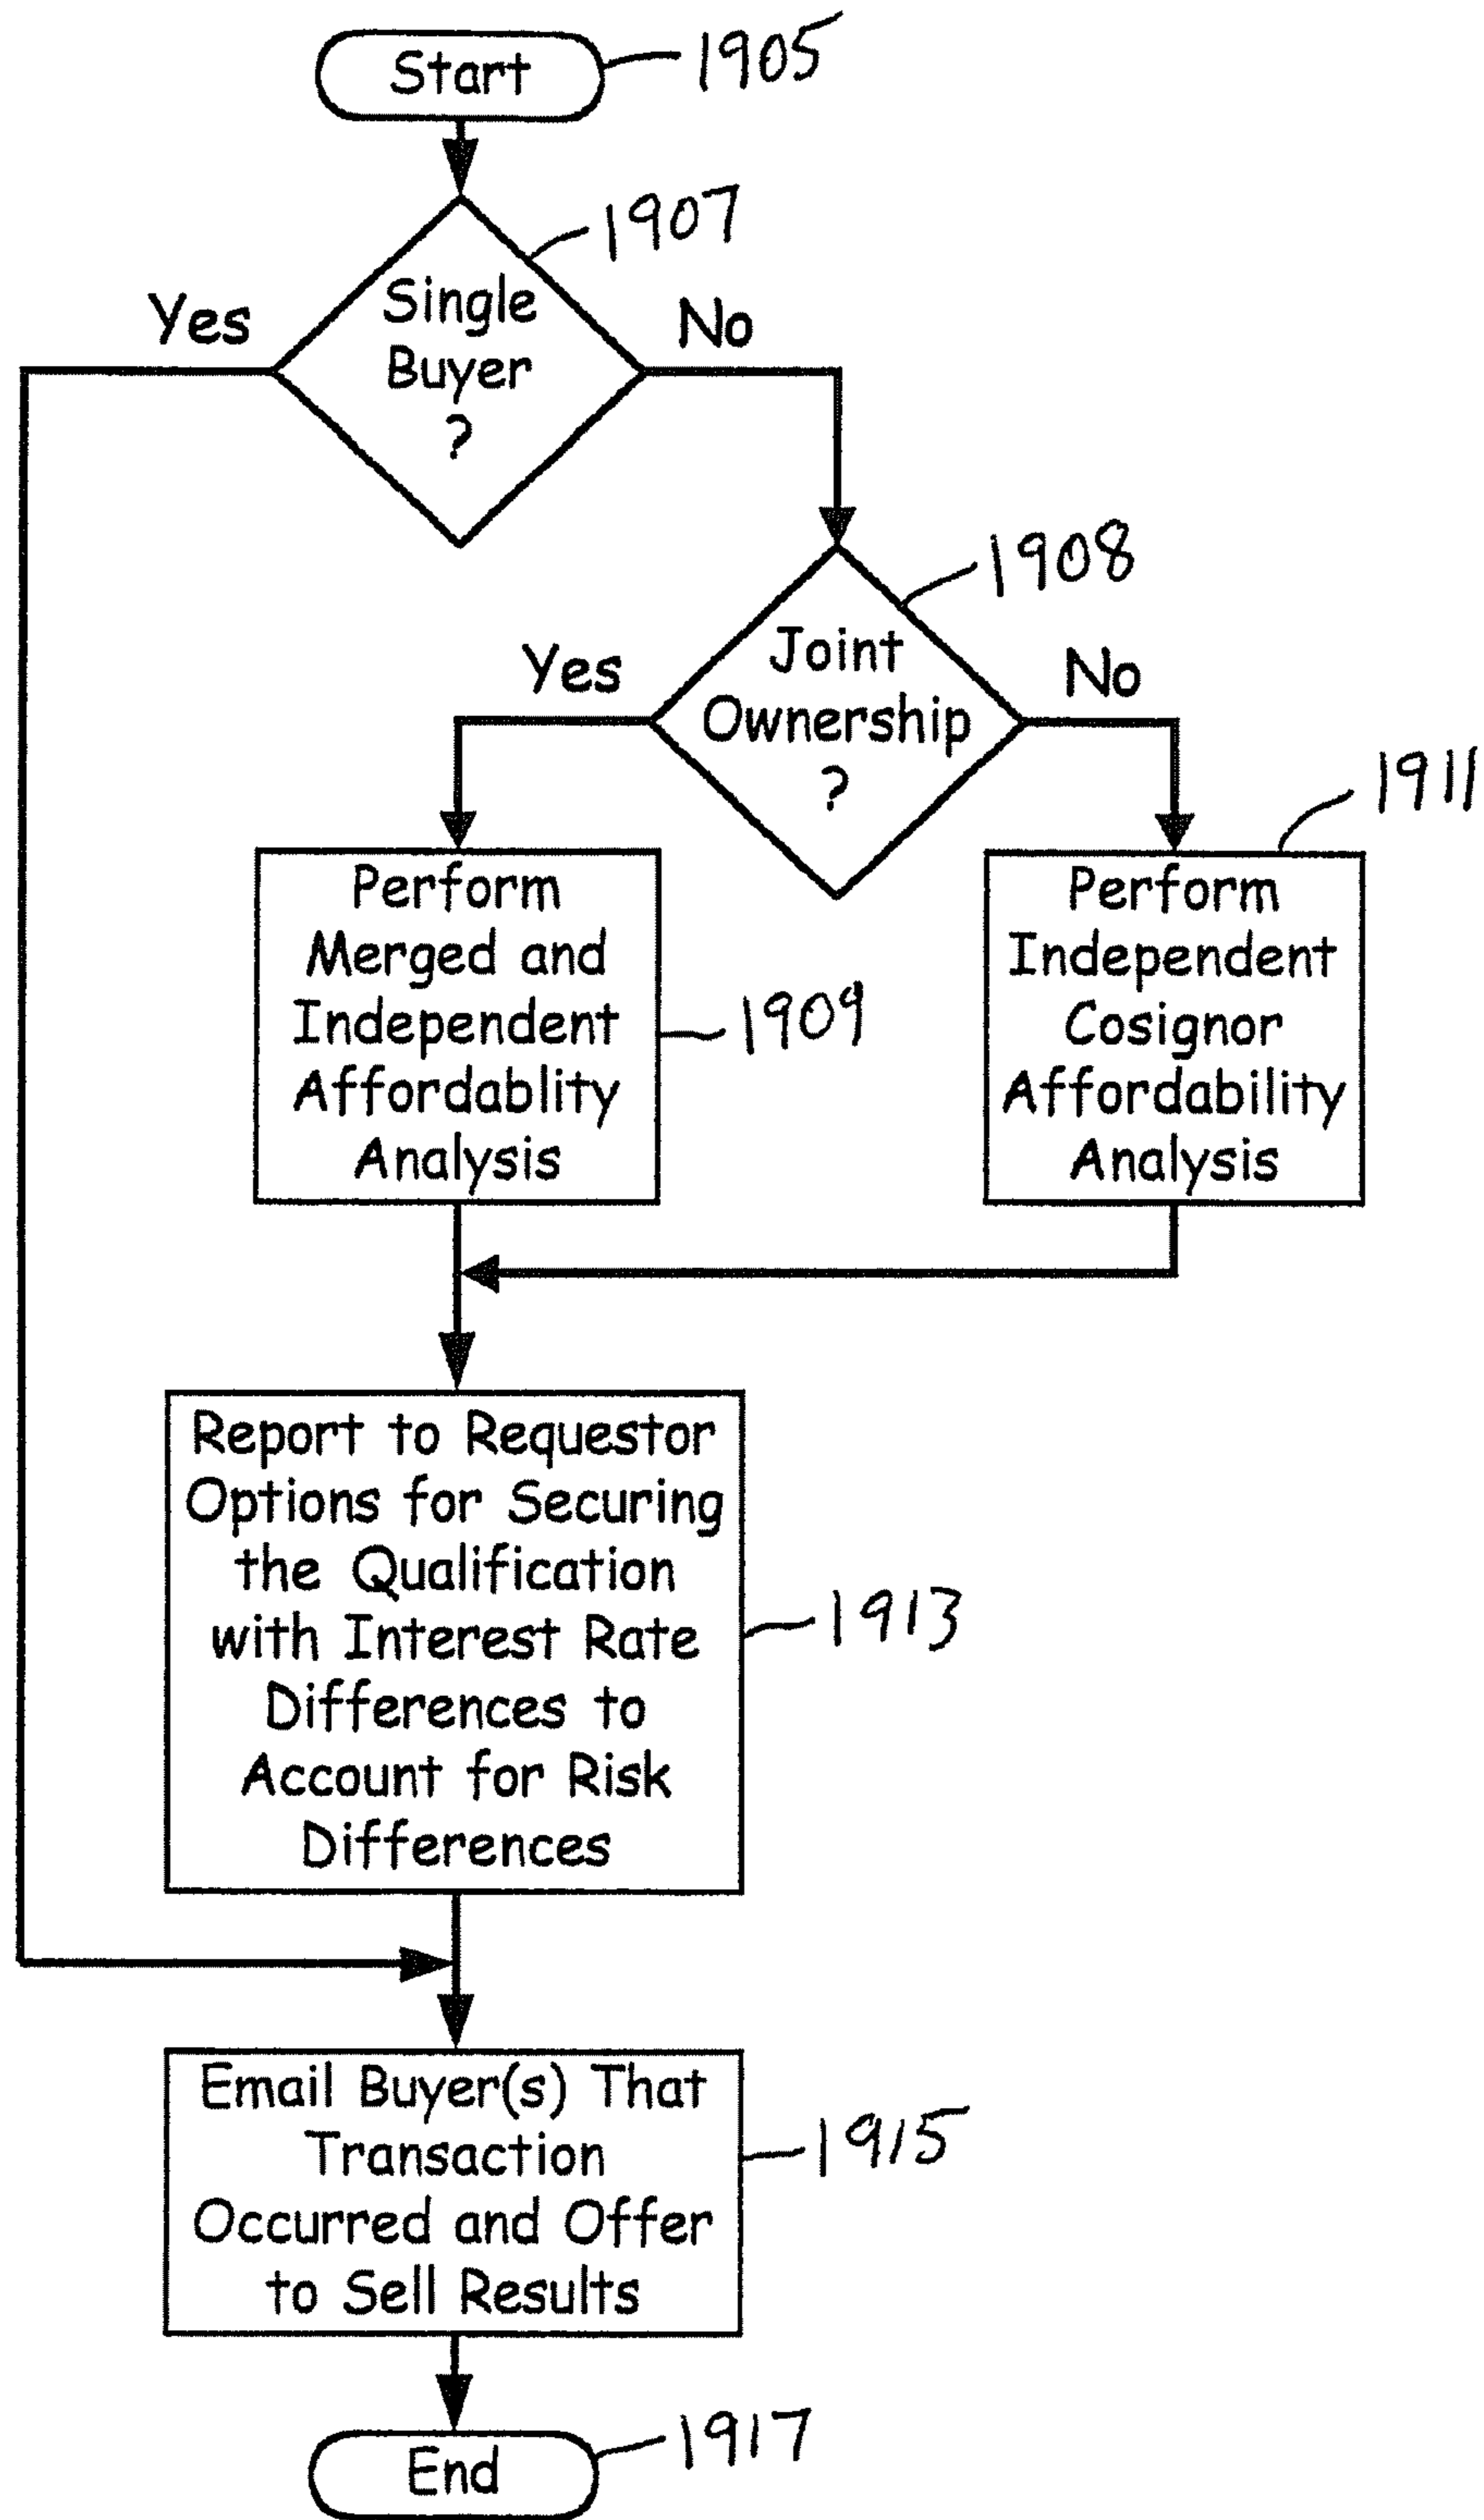 Start
1905
1907
Single
Buyer
?
Yes
No
1908
Joint
Ownership
?
Yes
No
1911
Perform
Merged and
Independent
Affordablity
Analysis
1909
Perform
Independent
Cosignor
Affordability
Analysis
Report to Requestor
Options for Securing
the Qualification
with Interest Rate
Differences to
Account for Risk
Differences
1913
Email Buyer(s) That
Transaction
Occurred and Offer
to Sell Results
1915
End
1917